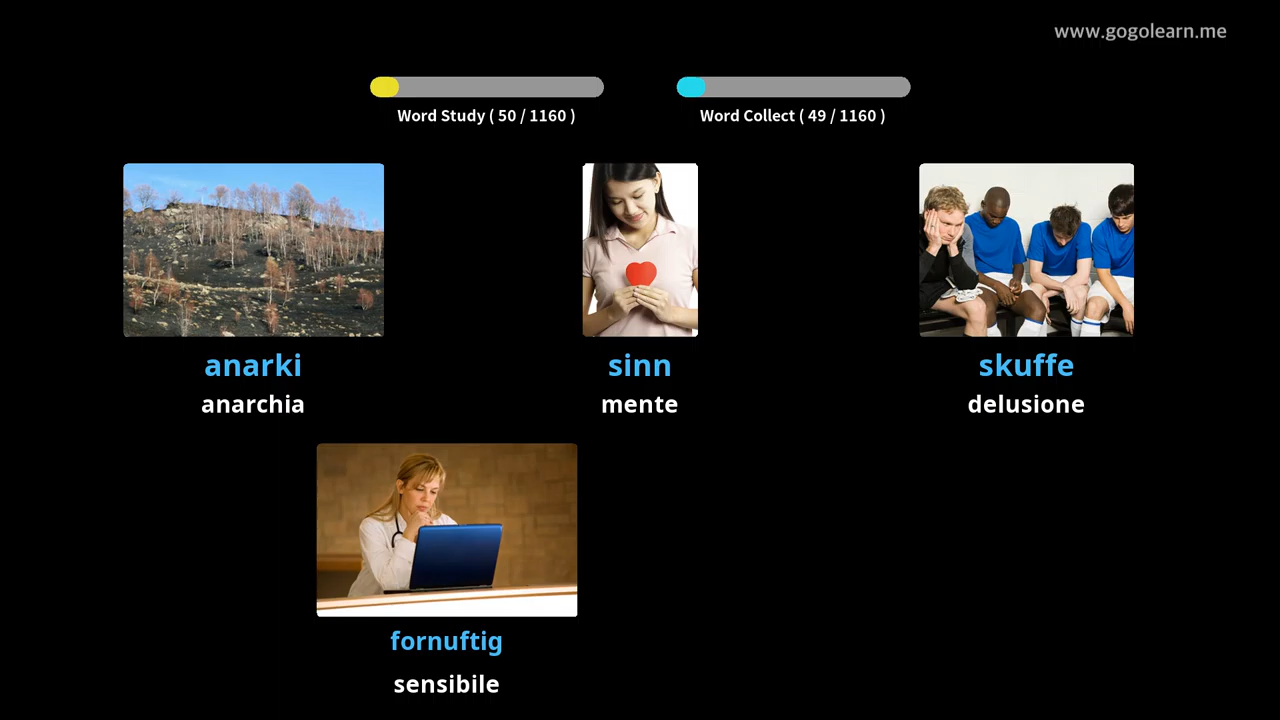 www.gogolearn.me
Word Study ( 50 / 1160 )
Word Collect ( 49 / 1160 )
anarki
anarchia
sinn
mente
skuffe
delusione
fornuftig
sensibile